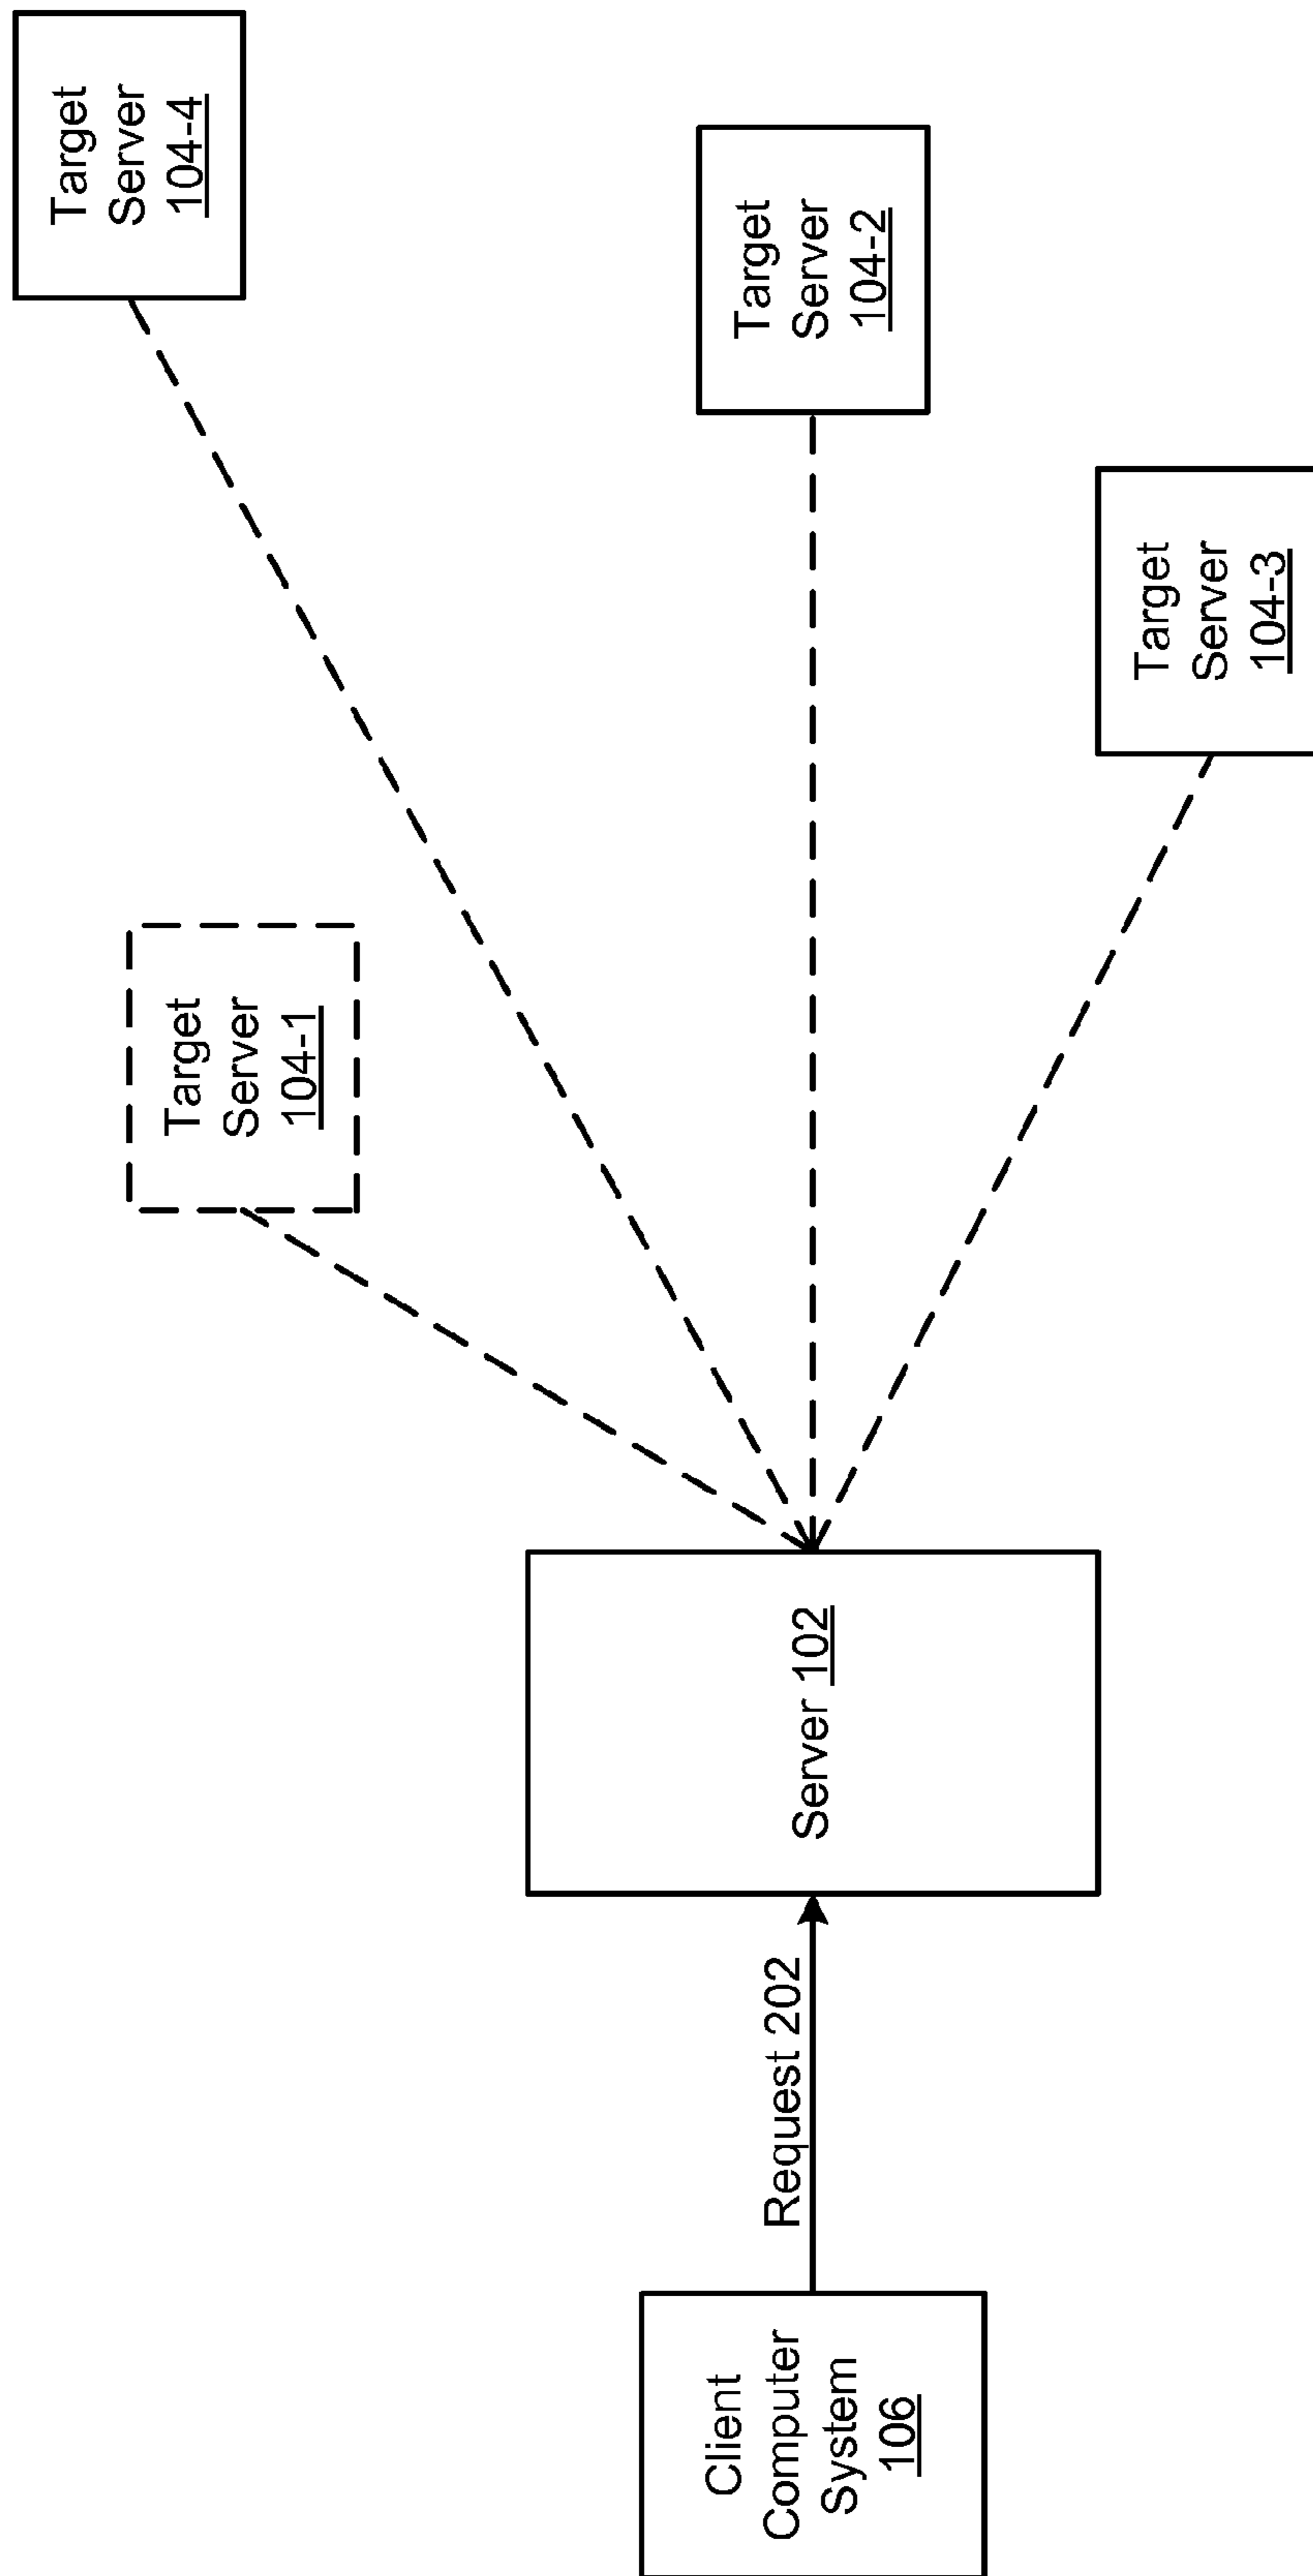 Client
Computer
System
106
Request 202
Server 102
Target
Server
104-1
Target
Server
104-4
Target
Server
104-2
Target
Server
104-3